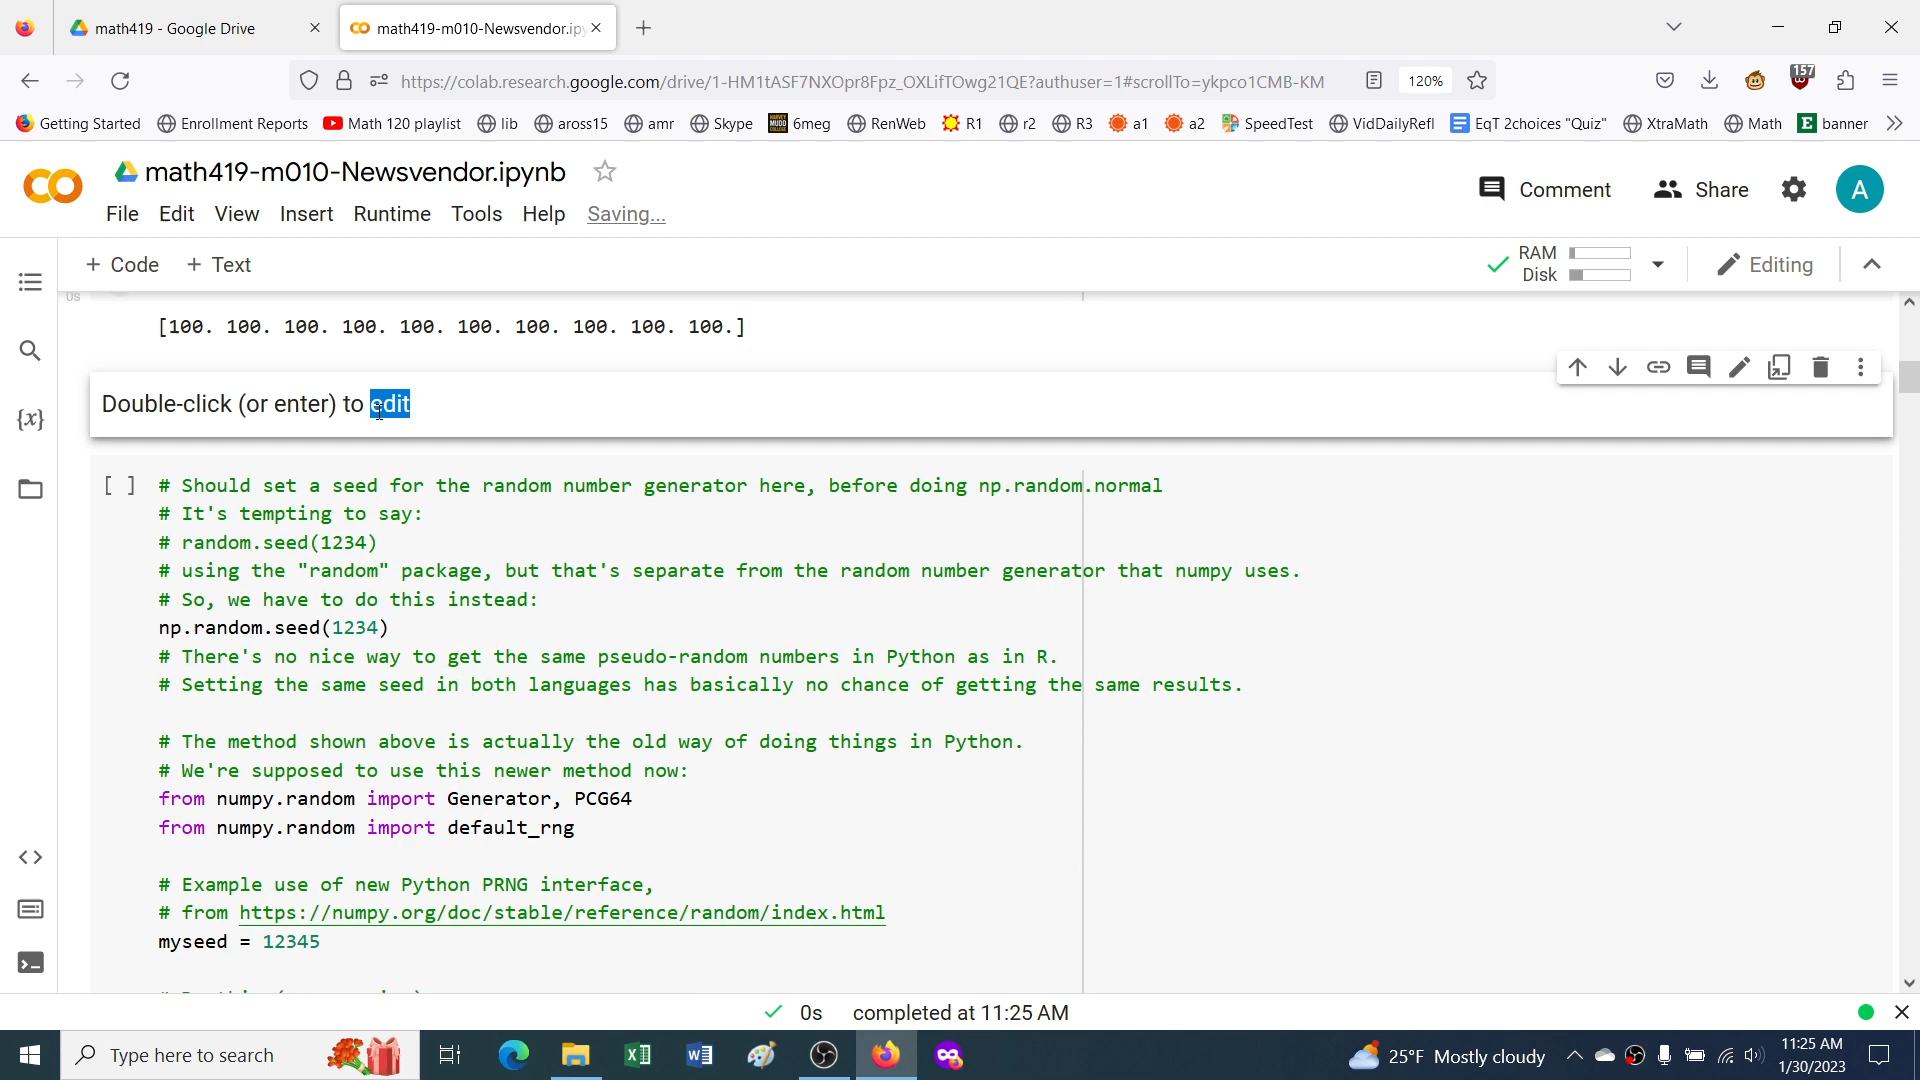 math419 - Google Drive
math419-m010-Newsvendor.ipy
https://colab.research.google.com/drive/1-HM1tASF7NXOpr8Fpz_OXLifTOwg21QE?authuser=1#scrollTo=ykpco1CMB-KM
120%
157
Getting Started
Enrollment Reports
Math 120 playlist
lib
aross15
amr
Skype
6meg
RenWeb
R1
r2
R3
a1
a2
SpeedTest
VidDailyRefl
EqT 2choices "Quiz"
XtraMath
Math
banner
math419-m010-Newsvendor.ipynb
File Edit View Insert Runtime Tools Help Saving...
Comment
Share
A
+ Code + Text
RAM
Disk
Editing
0s
[100. 100. 100. 100. 100. 100. 100. 100. 100. 100.]
Double-click (or enter) to edit
[ ] # Should set a seed for the random number generator here, before doing np.random.normal
# It's tempting to say:
# random.seed(1234)
# using the "random" package, but that's separate from the random number generator that numpy uses.
# So, we have to do this instead:
np.random.seed(1234)
# There's no nice way to get the same pseudo-random numbers in Python as in R.
# Setting the same seed in both languages has basically no chance of getting the same results.
# The method shown above is actually the old way of doing things in Python.
# We're supposed to use this newer method now:
from numpy.random import Generator, PCG64
from numpy.random import default_rng
# Example use of new Python PRNG interface,
# from https://numpy.org/doc/stable/reference/random/index.html
myseed = 12345
0s completed at 11:25 AM
Type here to search
25°F Mostly cloudy
11:25 AM
1/30/2023